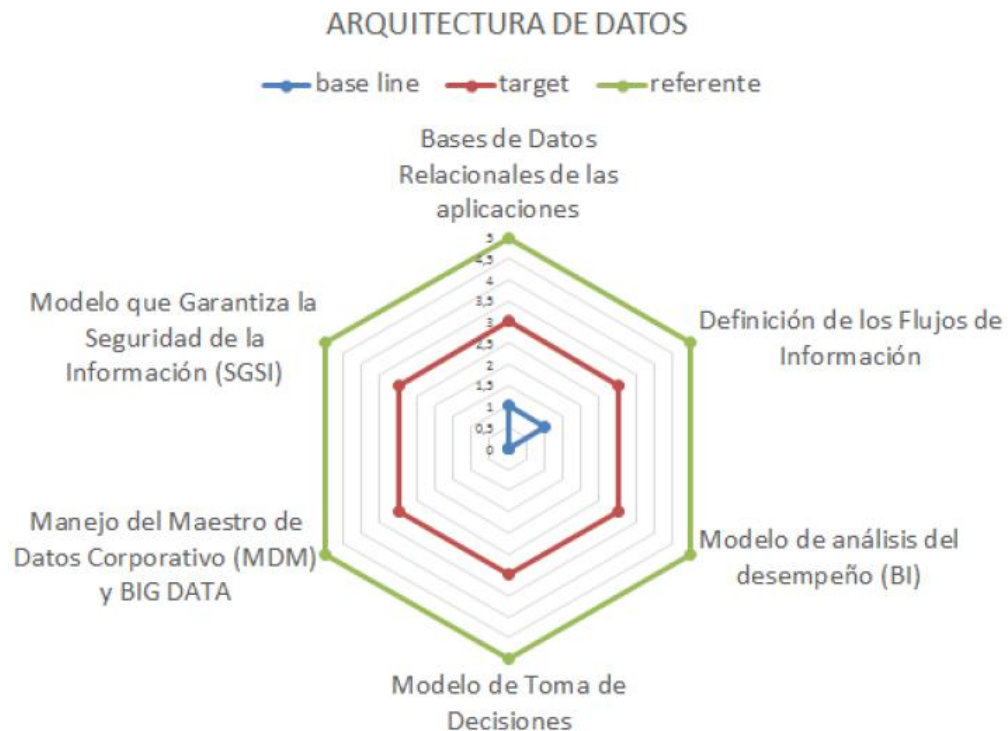 ARQUITECTURA DE DATOS
base line target referente
Bases de Datos
Relacionales de las
aplicaciones
5
4,5
4
3,5
3
2,5
2
1,5
1
0,5
0
Definición de los Flujos de
Información
Modelo de análisis del
desempeño (BI)
Modelo de Toma de
Decisiones
Manejo del Maestro de
Datos Corporativo (MDM)
y BIG DATA
Modelo que Garantiza la
Seguridad de la
Información (SGSI)